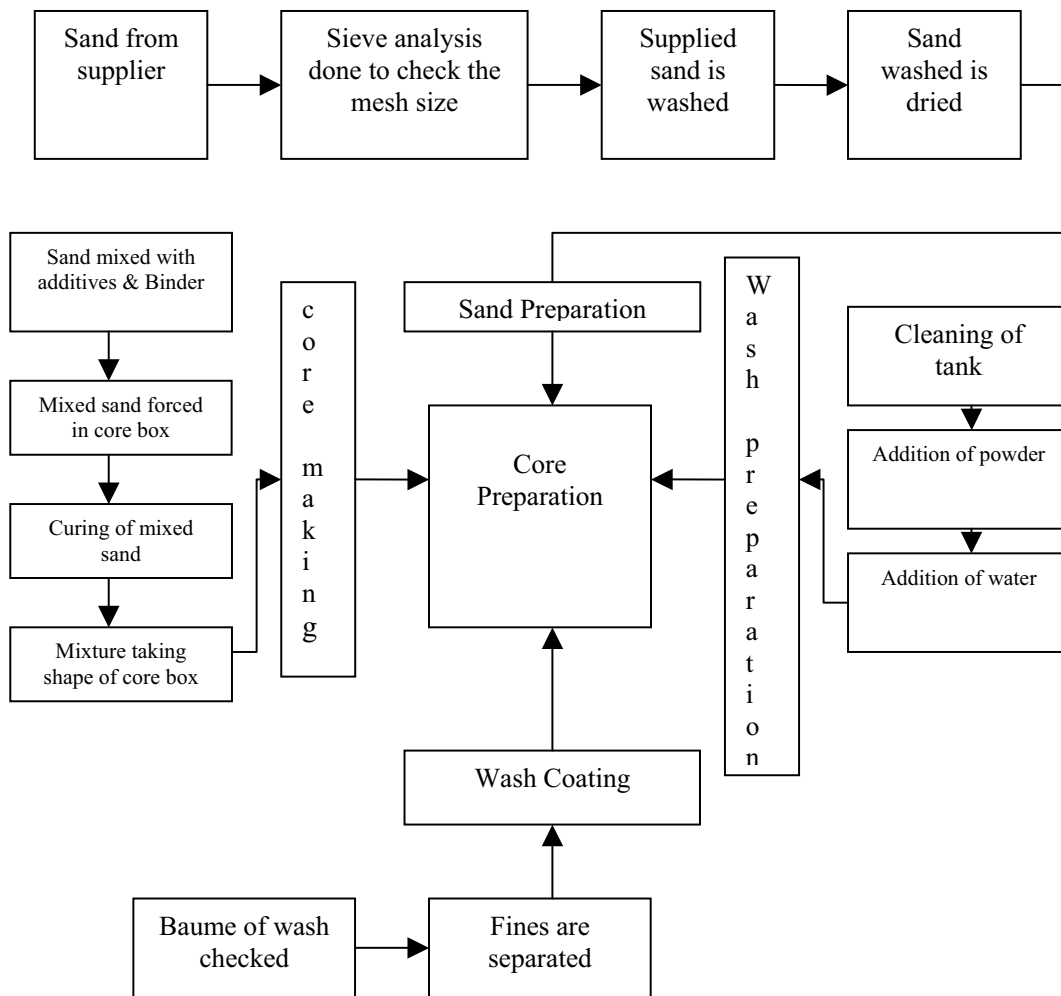 Sand from
supplier
Sieve analysis
done to check the
mesh size
Supplied
sand is
washed
Sand
washed is
dried
Sand mixed with
additives & Binder
Mixed sand forced
in core box
Curing of mixed
sand
Mixture taking
shape of core box
core making
Sand Preparation
Core
Preparation
Wash preparation
Cleaning of
tank
Addition of powder
Addition of water
Wash Coating
Baume of wash
checked
Fines are
separated